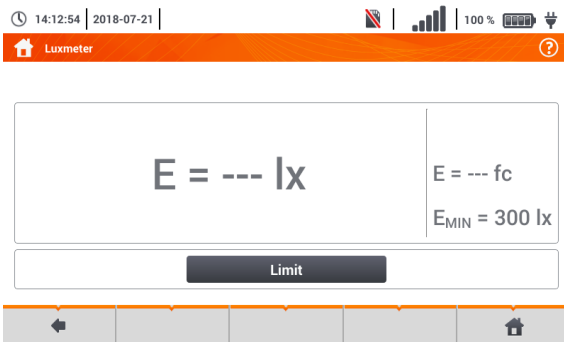 14:12:54 2018-07-21 100 %
Luxmeter ?
E = --- lx
E = --- fc
EMIN = 300 lx
Limit